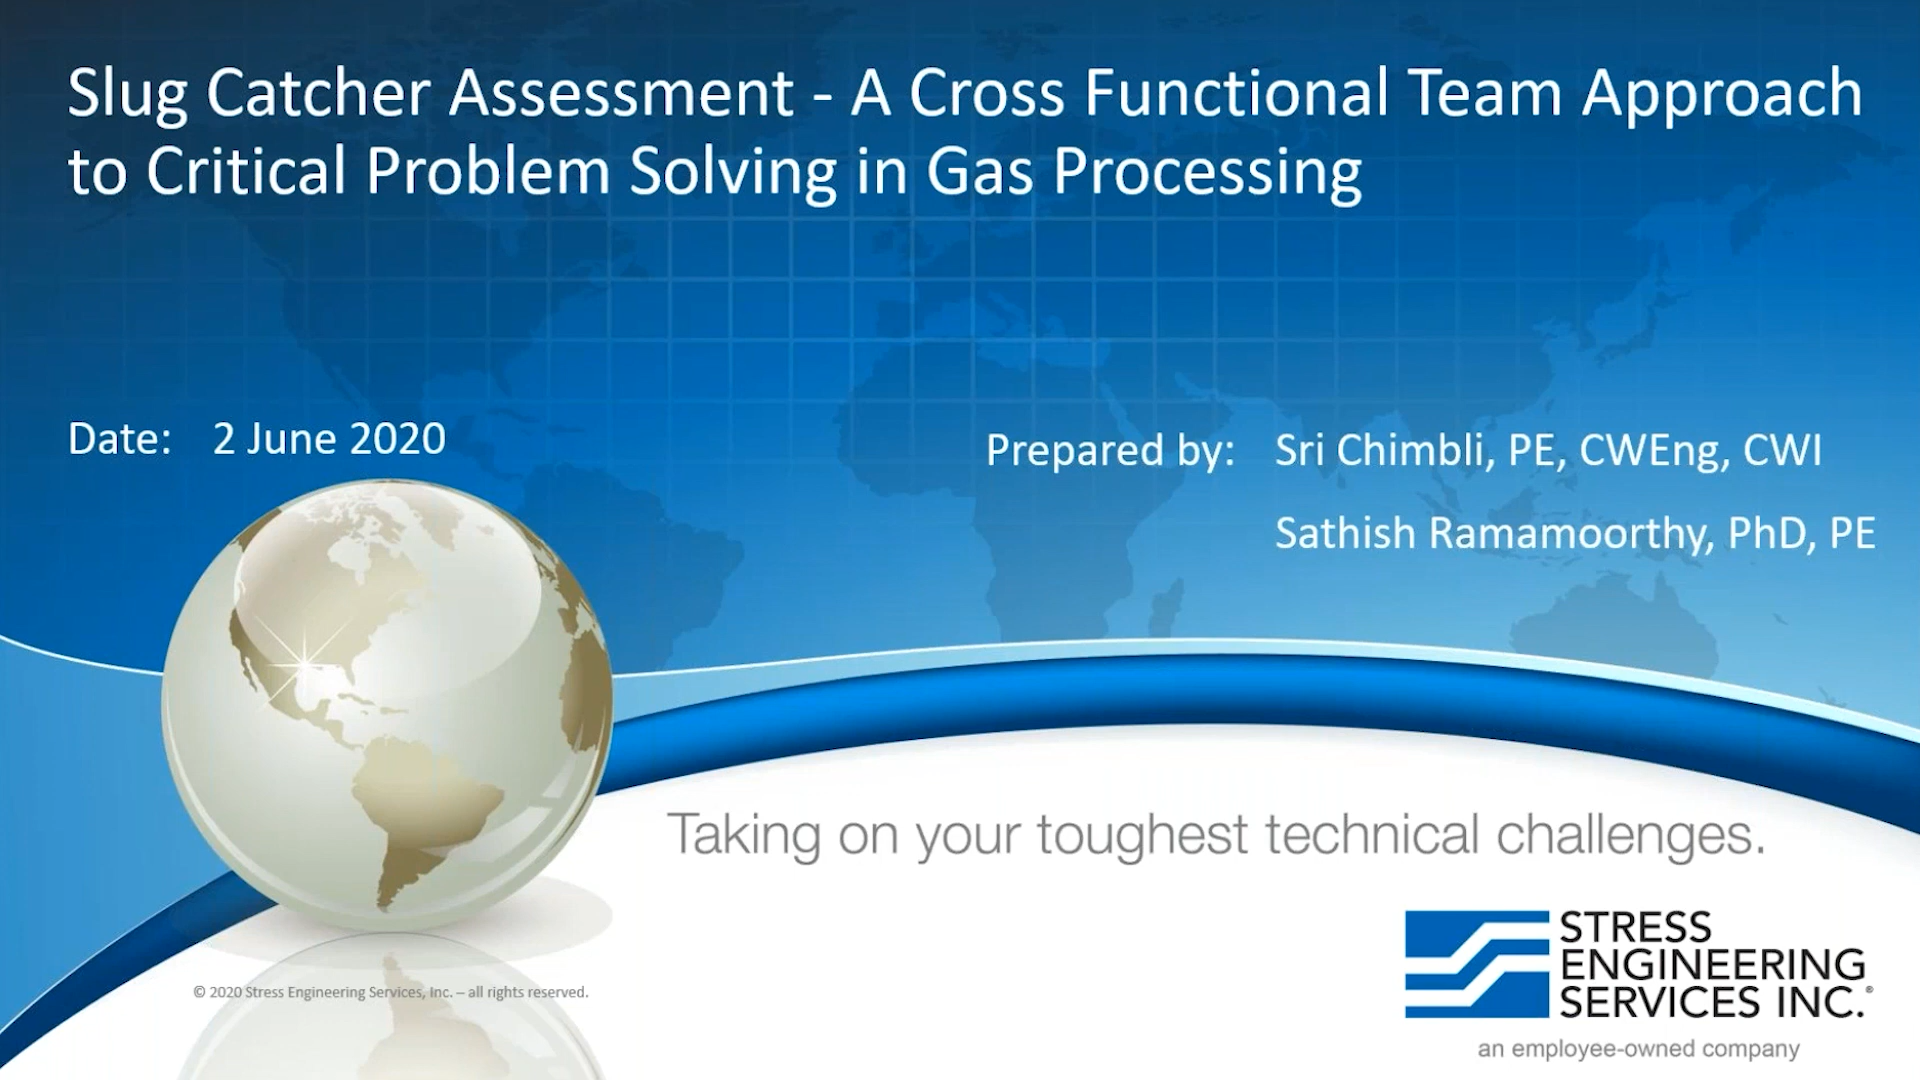 Slug Catcher Assessment - A Cross Functional Team Approach
to Critical Problem Solving in Gas Processing
Date: 2 June 2020
Prepared by: Sri Chimbli, PE, CWEng, CWI
Sathish Ramamoorthy, PhD, PE
Taking on your toughest technical challenges.
STRESS
ENGINEERING
SERVICES INC.®
an employee-owned company
© 2020 Stress Engineering Services, Inc. – all rights reserved.